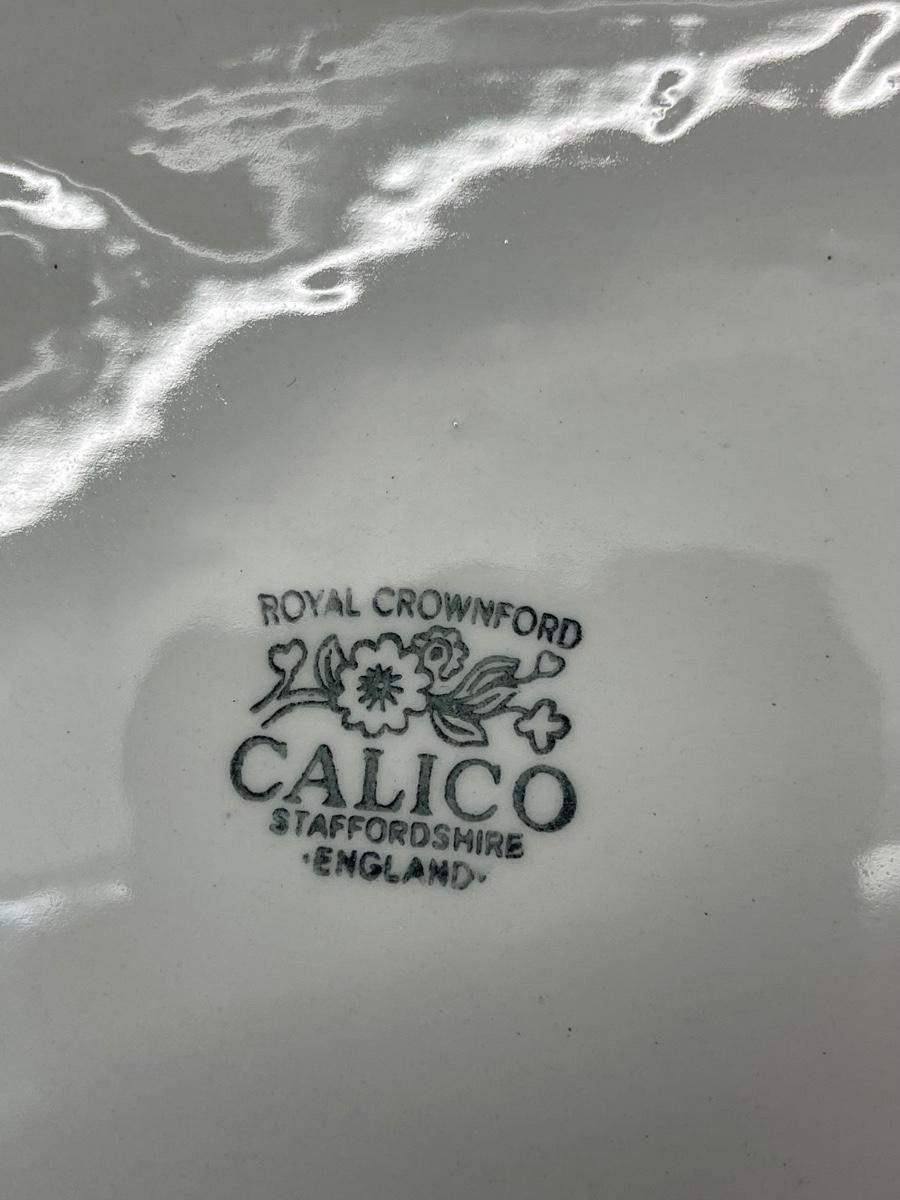 ROYAL CROWNFORD
CALICO
STAFFORDSHIRE
·ENGLAND·